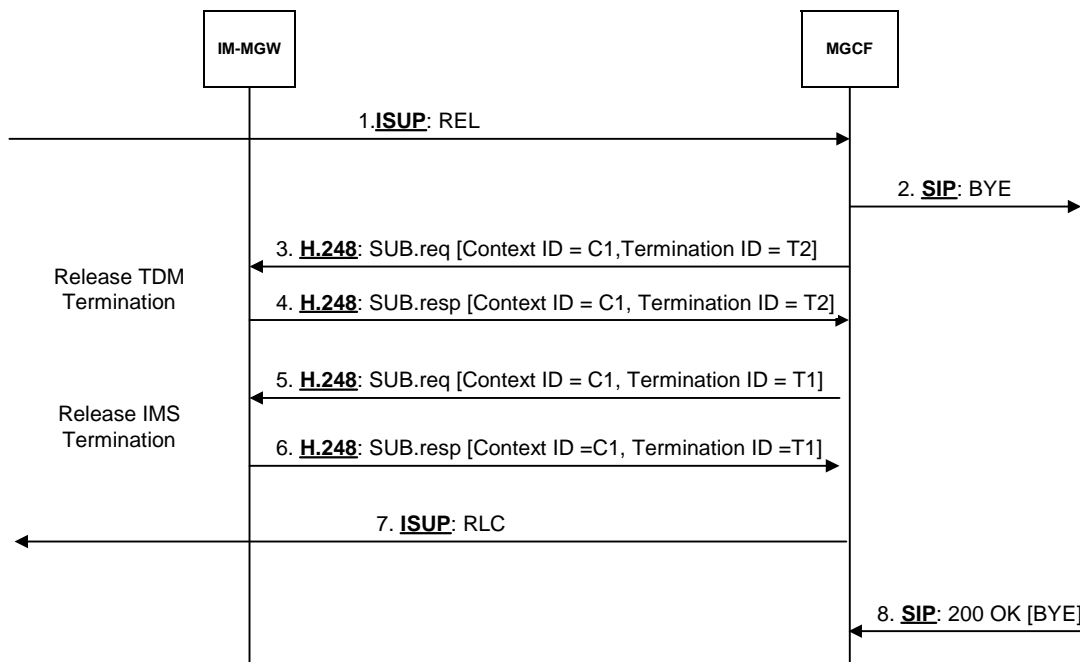 IM-MGW
MGCF
1.ISUP: REL
2. SIP: BYE
3. H.248: SUB.req [Context ID = C1,Termination ID = T2]
Release TDM
Termination
4. H.248: SUB.resp [Context ID = C1, Termination ID = T2]
5. H.248: SUB.req [Context ID = C1, Termination ID = T1]
Release IMS
Termination
6. H.248: SUB.resp [Context ID =C1, Termination ID =T1]
7. ISUP: RLC
8. SIP: 200 OK [BYE]